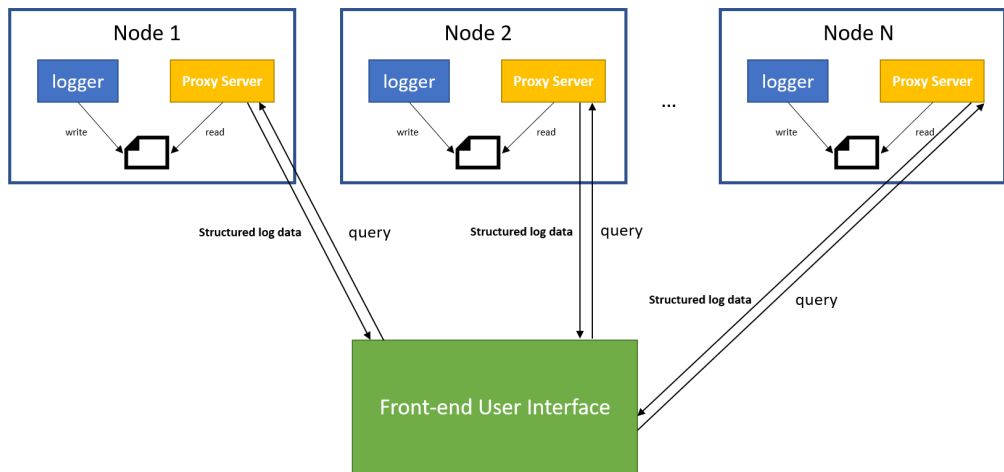 Node 1
Node 2
Node N
logger
Proxy Server
logger
Proxy Server
...
logger
Proxy Server
write
read
write
read
write
read
Structured log data
query
Structured log data
query
Structured log data
query
Front-end User Interface